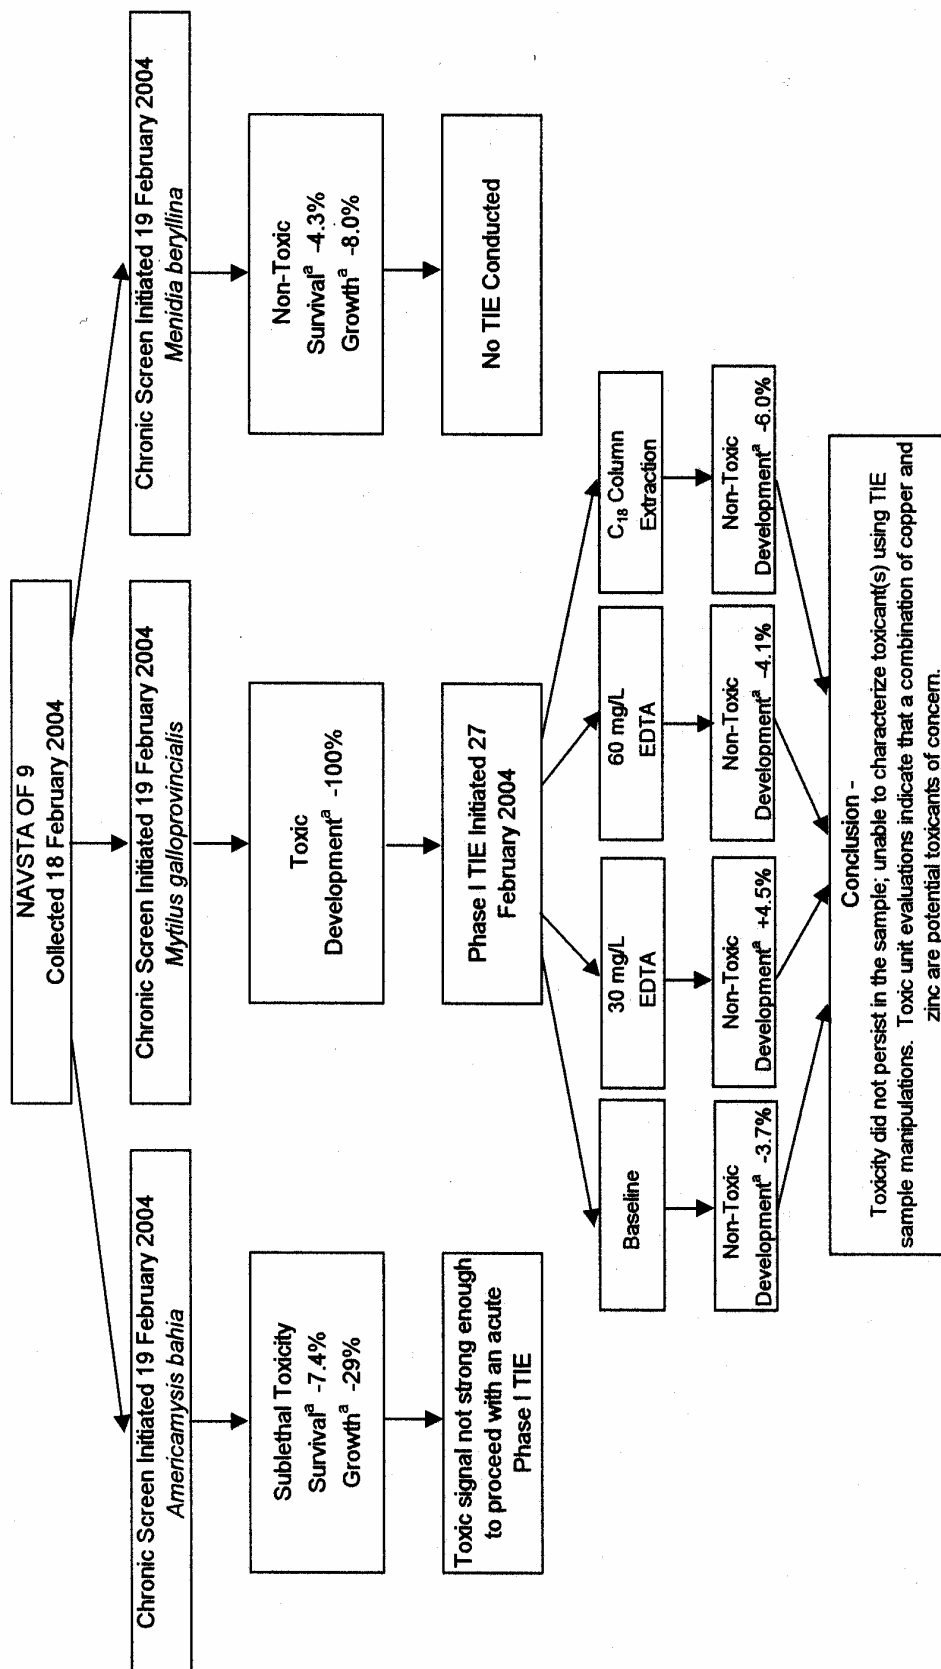 NAVSTA OF 9
Collected 18 February 2004
Chronic Screen Initiated 19 February 2004
Americamysis bahia
Chronic Screen Initiated 19 February 2004
Mytilus galloprovincialis
Chronic Screen Initiated 19 February 2004
Menidia beryllina
Sublethal Toxicity
Survivalᵃ -7.4%
Growthᵃ -29%
Toxic
Developmentᵃ -100%
Non-Toxic
Survivalᵃ -4.3%
Growthᵃ -8.0%
Toxic signal not strong enough
to proceed with an acute
Phase I TIE
Phase I TIE Initiated 27
February 2004
No TIE Conducted
Baseline
30 mg/L
EDTA
60 mg/L
EDTA
C₁₈ Column
Extraction
Non-Toxic
Developmentᵃ -3.7%
Non-Toxic
Developmentᵃ +4.5%
Non-Toxic
Developmentᵃ -4.1%
Non-Toxic
Developmentᵃ -6.0%
Conclusion -
Toxicity did not persist in the sample; unable to characterize toxicant(s) using TIE
sample manipulations. Toxic unit evaluations indicate that a combination of copper and
zinc are potential toxicants of concern.